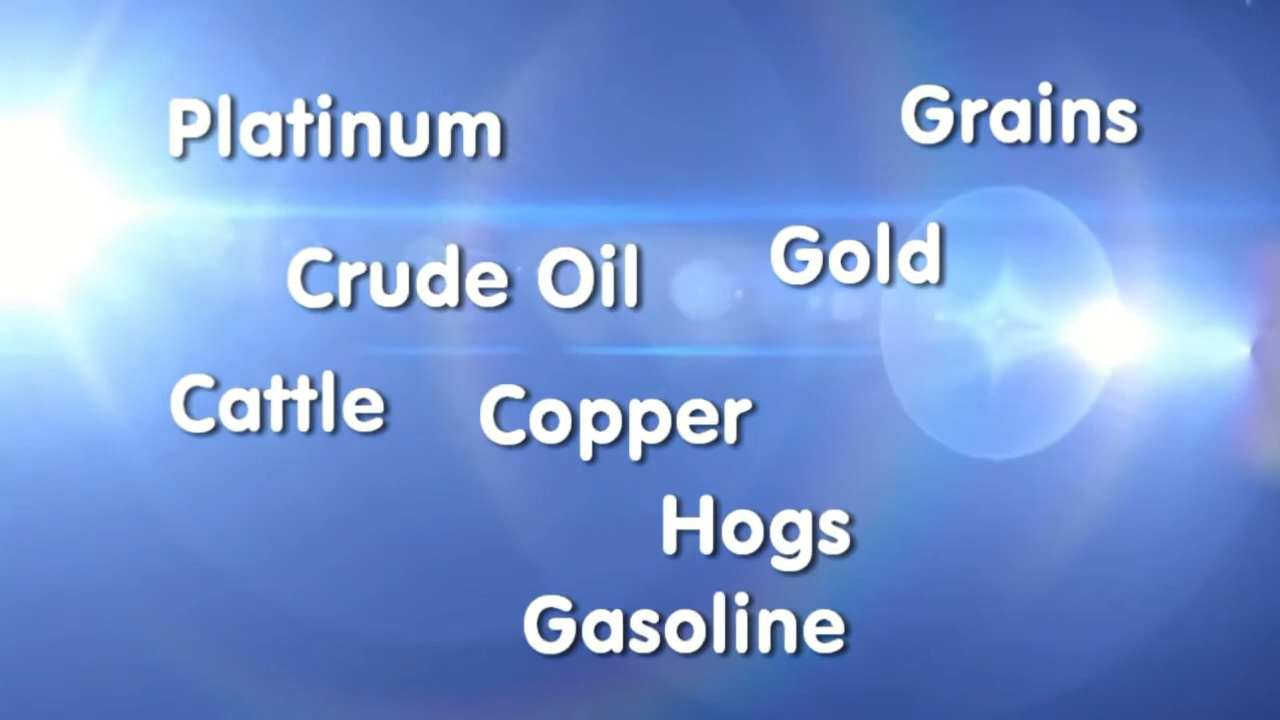 Platinum
Grains
Crude Oil
Gold
Cattle
Copper
Hogs
Gasoline